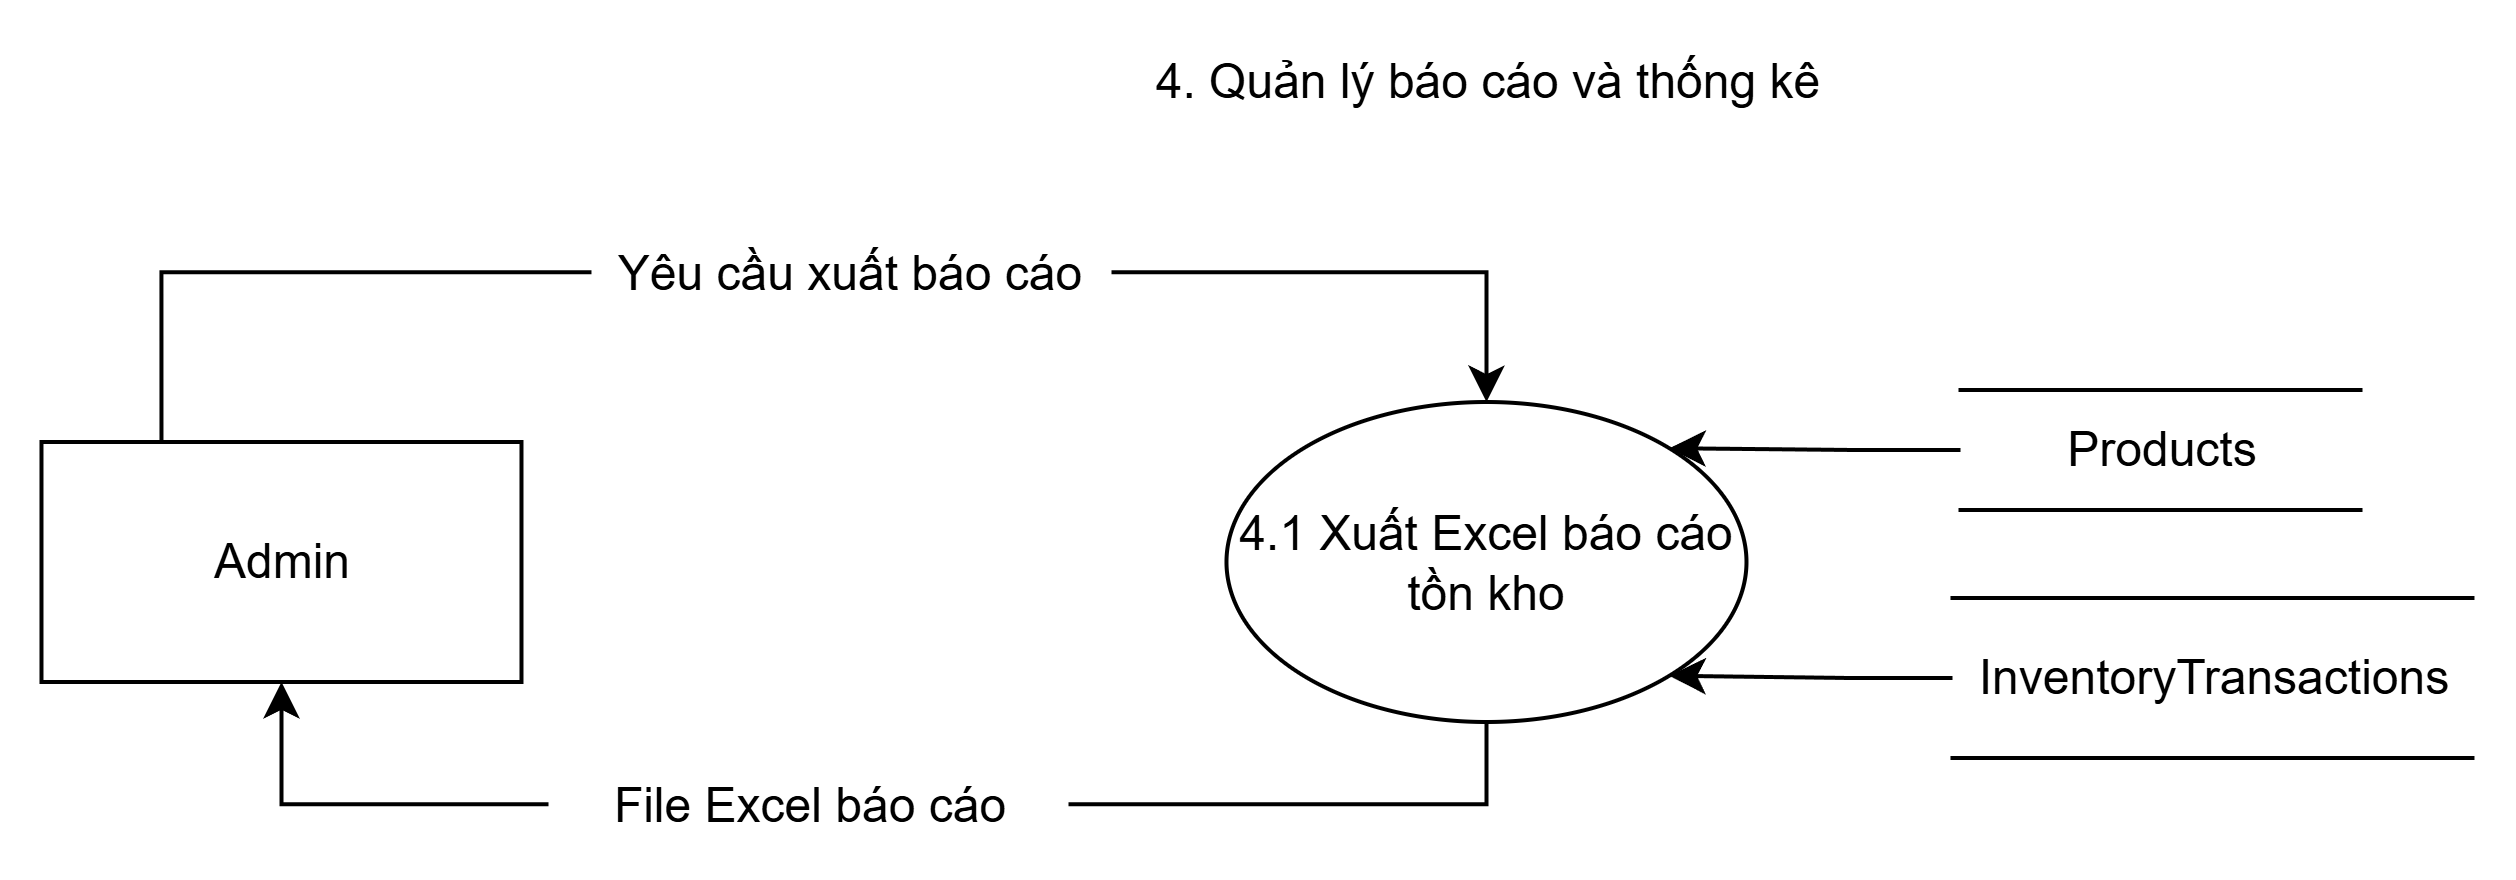 4. Quản lý báo cáo và thống kê
Yêu cầu xuất báo cáo
Products
Admin
4.1 Xuất Excel báo cáo
tồn kho
InventoryTransactions
File Excel báo cáo